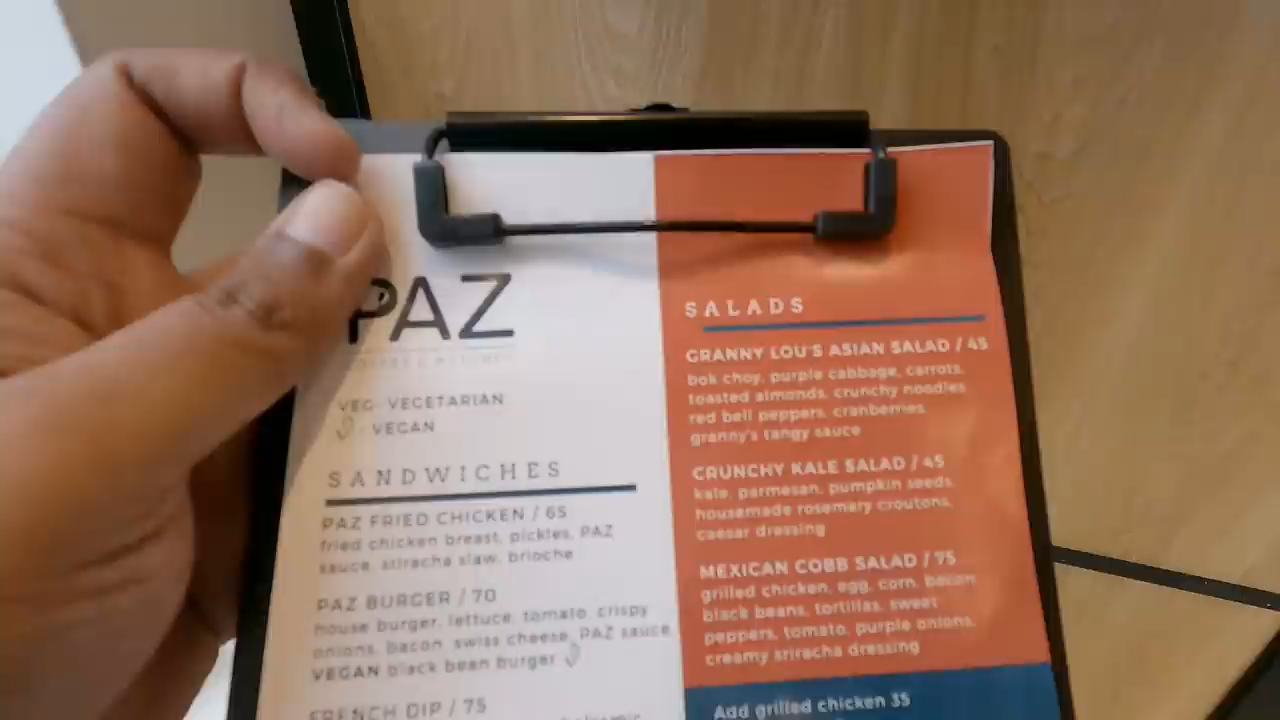 PAZ
VEG- VEGETARIAN
- VEGAN
SANDWICHES
PAZ FRIED CHICKEN / 65
fried chicken breast, pickles, PAZ
sauce, sriracha slaw, brioche
PAZ BURGER / 70
house burger, lettuce, tomato, crispy
onions, bacon, swiss cheese, PAZ sauce
VEGAN black bean burger
FRENCH DIP / 75
SALADS
GRANNY LOU'S ASIAN SALAD / 45
bok choy, purple cabbage, carrots,
toasted almonds, crunchy noodles
red bell peppers, cranberries,
granny's tangy sauce
CRUNCHY KALE SALAD / 45
kale, parmesan, pumpkin seeds,
housemade rosemary croutons,
caesar dressing
MEXICAN COBB SALAD / 75
grilled chicken, egg, corn, bacon
black beans, tortillas, sweet
peppers, tomato, purple onions,
creamy sriracha dressing
Add grilled chicken 35